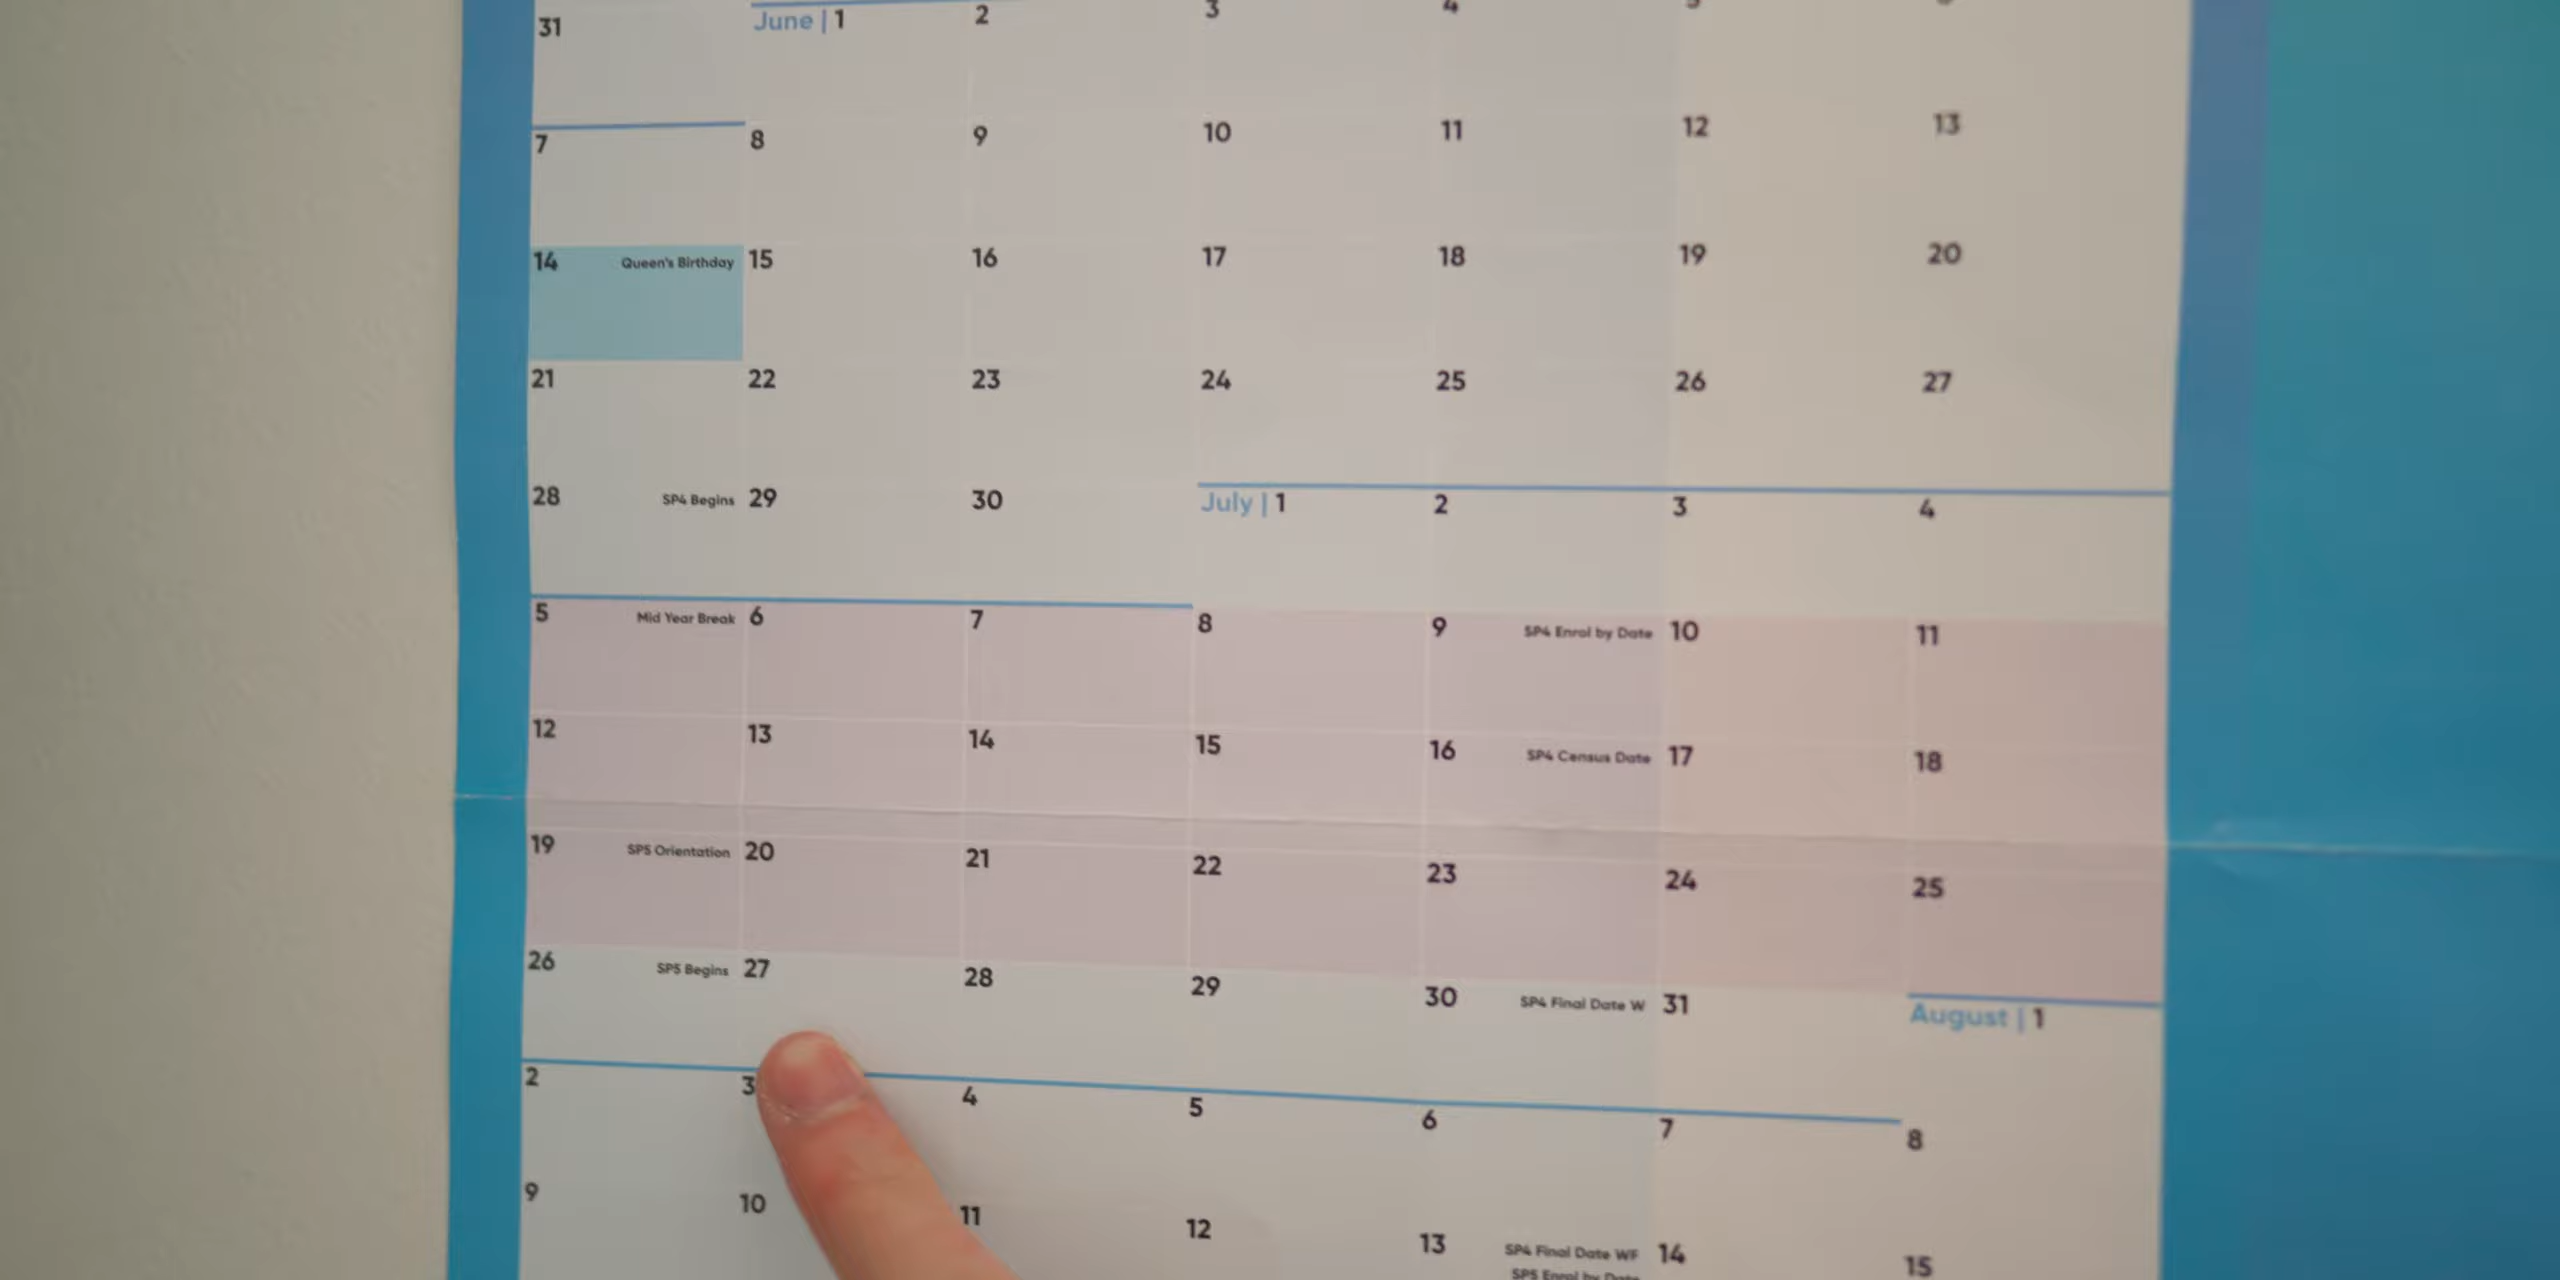 31 June | 1 2 3 4
7 8 9 10 11 12 13
14 Queen's Birthday 15 16 17 18 19 20
21 22 23 24 25 26 27
28 SP4 Begins 29 30 July | 1 2 3 4
5 Mid Year Break 6 7 8 9 SP4 Enrol by Date 10 11
12 13 14 15 16 SP4 Census Date 17 18
19 SP5 Orientation 20 21 22 23 24 25
26 SP5 Begins 27 28 29 30 SP4 Final Date W 31 August | 1
2 3 4 5 6 7 8
9 10 11 12 13 SP4 Final Date WF 14 15
SP5 Enrol by Date